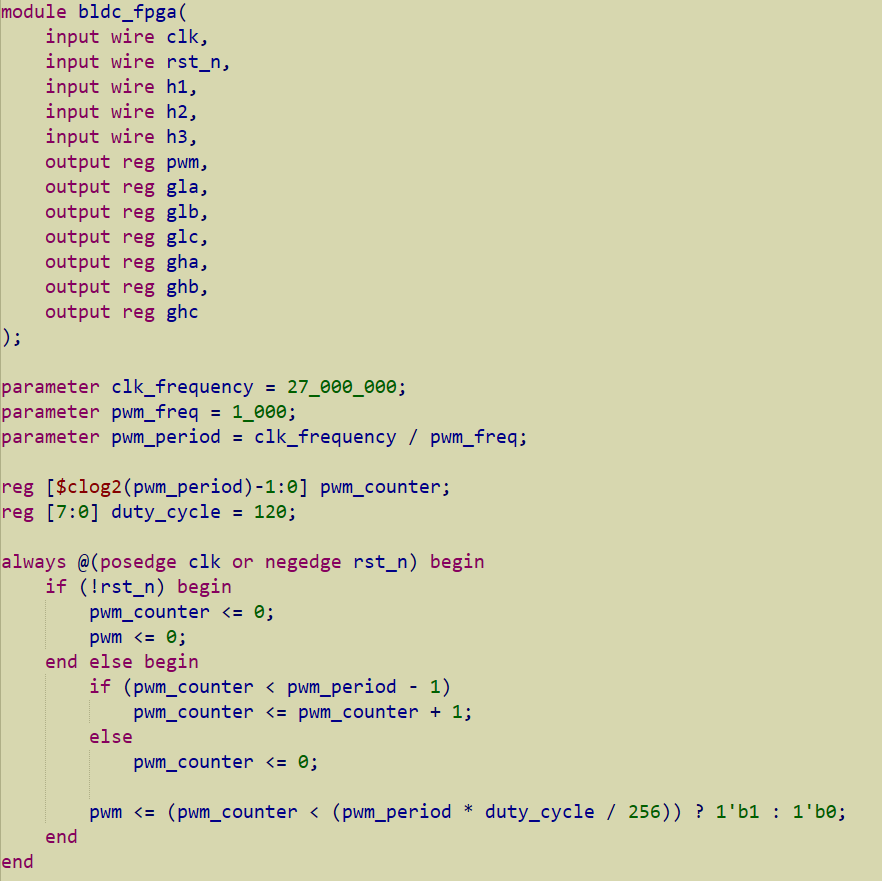 module bldc_fpga(
    input wire clk,
    input wire rst_n,
    input wire h1,
    input wire h2,
    input wire h3,
    output reg pwm,
    output reg gla,
    output reg glb,
    output reg glc,
    output reg gha,
    output reg ghb,
    output reg ghc
);
parameter clk_frequency = 27_000_000;
parameter pwm_freq = 1_000;
parameter pwm_period = clk_frequency / pwm_freq;
reg [$clog2(pwm_period)-1:0] pwm_counter;
reg [7:0] duty_cycle = 120;
always @(posedge clk or negedge rst_n) begin
    if (!rst_n) begin
        pwm_counter <= 0;
        pwm <= 0;
    end else begin
        if (pwm_counter < pwm_period - 1)
            pwm_counter <= pwm_counter + 1;
        else
            pwm_counter <= 0;
        pwm <= (pwm_counter < (pwm_period * duty_cycle / 256)) ? 1'b1 : 1'b0;
    end
end